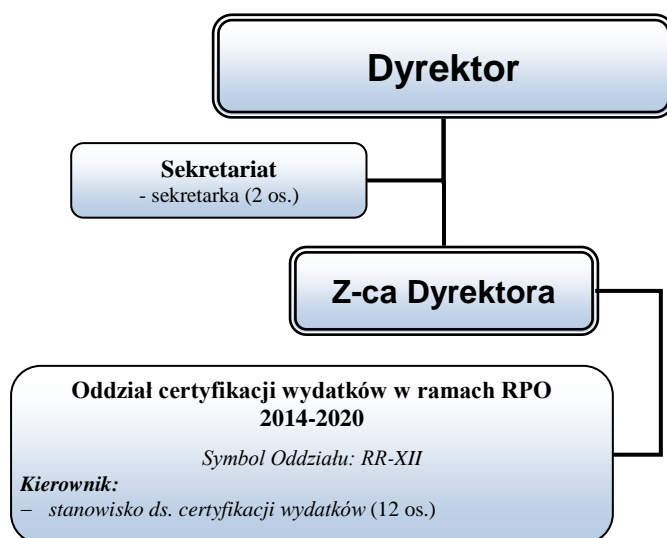 Dyrektor
Sekretariat
- sekretarka (2 os.)
Z-ca Dyrektora
Oddział certyfikacji wydatków w ramach RPO
2014-2020
Symbol Oddziału: RR-XII
Kierownik:
− stanowisko ds. certyfikacji wydatków (12 os.)